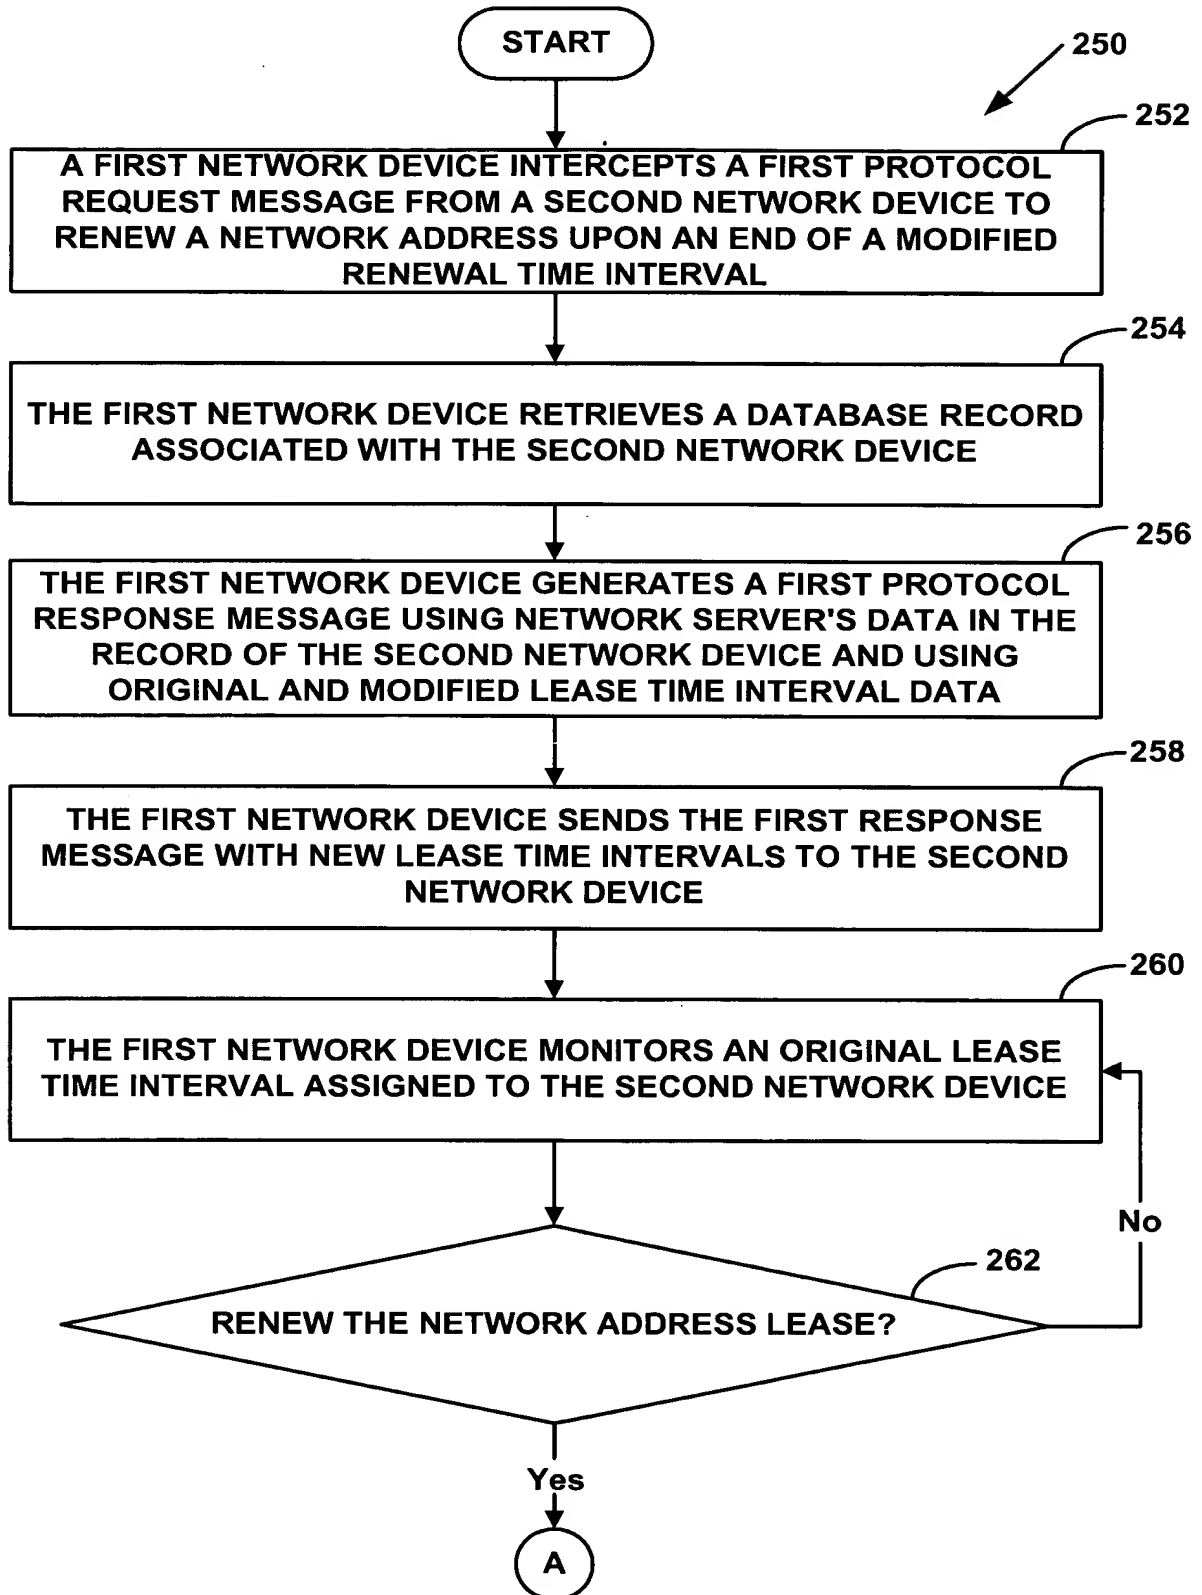 START
250
252
A FIRST NETWORK DEVICE INTERCEPTS A FIRST PROTOCOL
REQUEST MESSAGE FROM A SECOND NETWORK DEVICE TO
RENEW A NETWORK ADDRESS UPON AN END OF A MODIFIED
RENEWAL TIME INTERVAL
254
THE FIRST NETWORK DEVICE RETRIEVES A DATABASE RECORD
ASSOCIATED WITH THE SECOND NETWORK DEVICE
256
THE FIRST NETWORK DEVICE GENERATES A FIRST PROTOCOL
RESPONSE MESSAGE USING NETWORK SERVER'S DATA IN THE
RECORD OF THE SECOND NETWORK DEVICE AND USING
ORIGINAL AND MODIFIED LEASE TIME INTERVAL DATA
258
THE FIRST NETWORK DEVICE SENDS THE FIRST RESPONSE
MESSAGE WITH NEW LEASE TIME INTERVALS TO THE SECOND
NETWORK DEVICE
260
THE FIRST NETWORK DEVICE MONITORS AN ORIGINAL LEASE
TIME INTERVAL ASSIGNED TO THE SECOND NETWORK DEVICE
No
262
RENEW THE NETWORK ADDRESS LEASE?
Yes
A